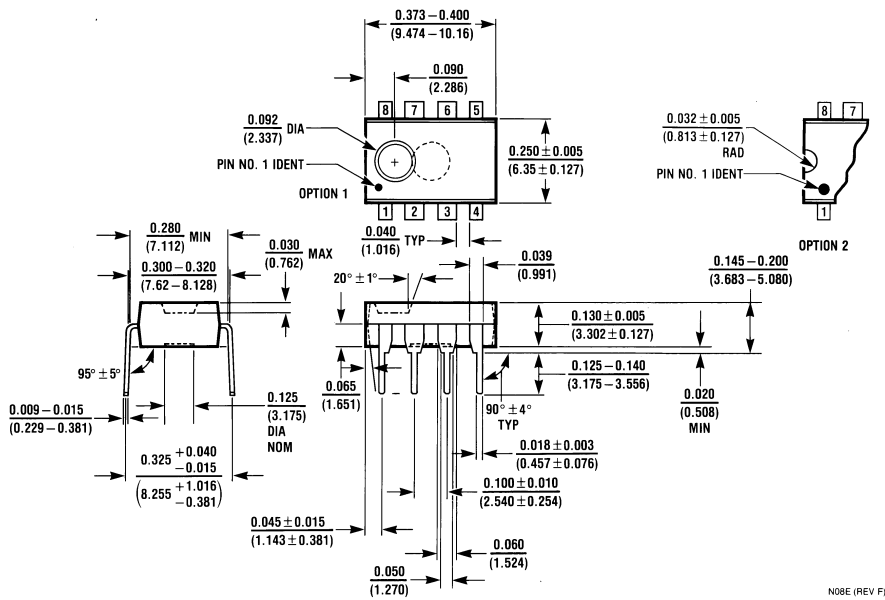 0.373–0.400
(9.474–10.16)
0.090
(2.286)
8 7 6 5
0.092
(2.337)
DIA
+
PIN NO. 1 IDENT
OPTION 1
1 2 3 4
0.250 ± 0.005
(6.35 ± 0.127)
0.032 ± 0.005
(0.813 ± 0.127)
RAD
8 7
PIN NO. 1 IDENT
1
OPTION 2
0.280
(7.112)
MIN
0.300 – 0.320
(7.62 – 8.128)
0.030
(0.762)
MAX
0.040
(1.016)
TYP
0.039
(0.991)
20° ± 1°
0.145 – 0.200
(3.683 – 5.080)
0.130 ± 0.005
(3.302 ± 0.127)
95° ± 5°
0.009 – 0.015
(0.229 – 0.381)
0.125
(3.175)
DIA
NOM
0.065
(1.651)
0.125 – 0.140
(3.175 – 3.556)
90° ± 4°
TYP
0.020
(0.508)
MIN
0.325 +0.040
–0.015
(8.255 +1.016
–0.381)
0.018 ± 0.003
(0.457 ± 0.076)
0.100 ± 0.010
(2.540 ± 0.254)
0.045 ± 0.015
(1.143 ± 0.381)
0.060
(1.524)
0.050
(1.270)
N08E (REV F)